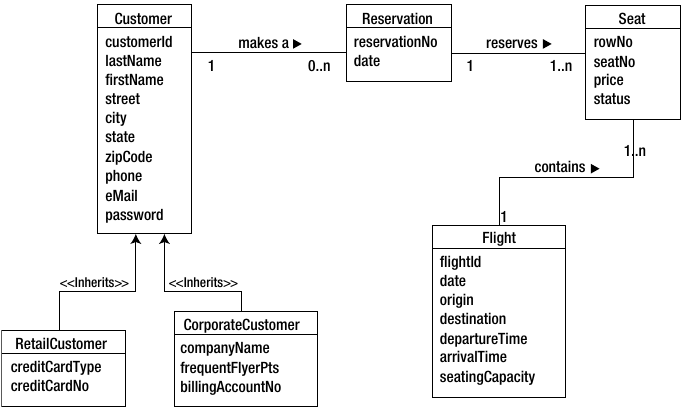 Customer
customerId
lastName
firstName
street
city
state
zipCode
phone
eMail
password
makes a
1
0..n
Reservation
reservationNo
date
reserves
1
1..n
Seat
rowNo
seatNo
price
status
1..n
contains
1
Flight
flightId
date
origin
destination
departureTime
arrivalTime
seatingCapacity
<<Inherits>>
<<Inherits>>
RetailCustomer
creditCardType
creditCardNo
CorporateCustomer
companyName
frequentFlyerPts
billingAccountNo